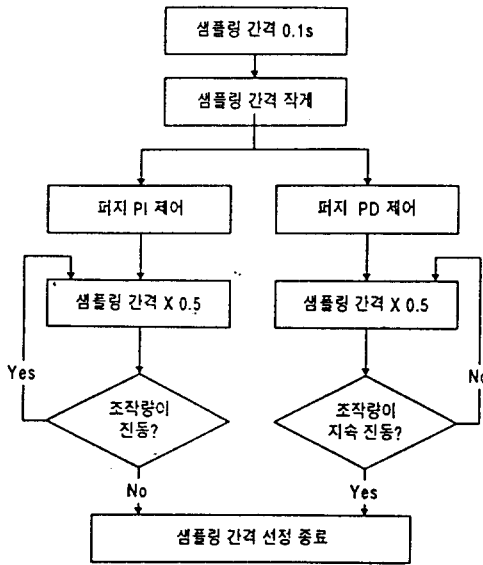 샘플링 간격 0.1s
샘플링 간격 작게
퍼지 PI 제어
퍼지 PD 제어
샘플링 간격 X 0.5
샘플링 간격 X 0.5
Yes
No
조작량이
진동?
조작량이
지속 진동?
No
Yes
샘플링 간격 선정 종료